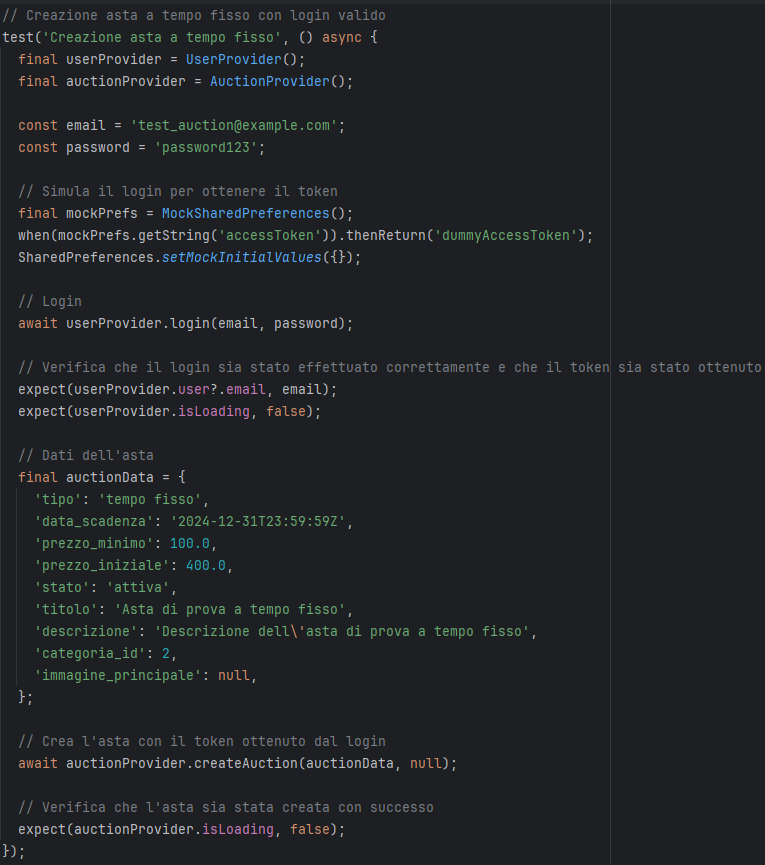 // Creazione asta a tempo fisso con login valido
test('Creazione asta a tempo fisso', () async {
final userProvider = UserProvider();
final auctionProvider = AuctionProvider();
const email = 'test_auction@example.com';
const password = 'password123';
// Simula il login per ottenere il token
final mockPrefs = MockSharedPreferences();
when(mockPrefs.getString('accessToken')).thenReturn('dummyAccessToken');
SharedPreferences.setMockInitialValues({});
// Login
await userProvider.login(email, password);
// Verifica che il login sia stato effettuato correttamente e che il token sia stato ottenuto
expect(userProvider.user?.email, email);
expect(userProvider.isLoading, false);
// Dati dell'asta
final auctionData = {
'tipo': 'tempo fisso',
'data_scadenza': '2024-12-31T23:59:59Z',
'prezzo_minimo': 100.0,
'prezzo_iniziale': 400.0,
'stato': 'attiva',
'titolo': 'Asta di prova a tempo fisso',
'descrizione': 'Descrizione dell\'asta di prova a tempo fisso',
'categoria_id': 2,
'immagine_principale': null,
};
// Crea l'asta con il token ottenuto dal login
await auctionProvider.createAuction(auctionData, null);
// Verifica che l'asta sia stata creata con successo
expect(auctionProvider.isLoading, false);
});